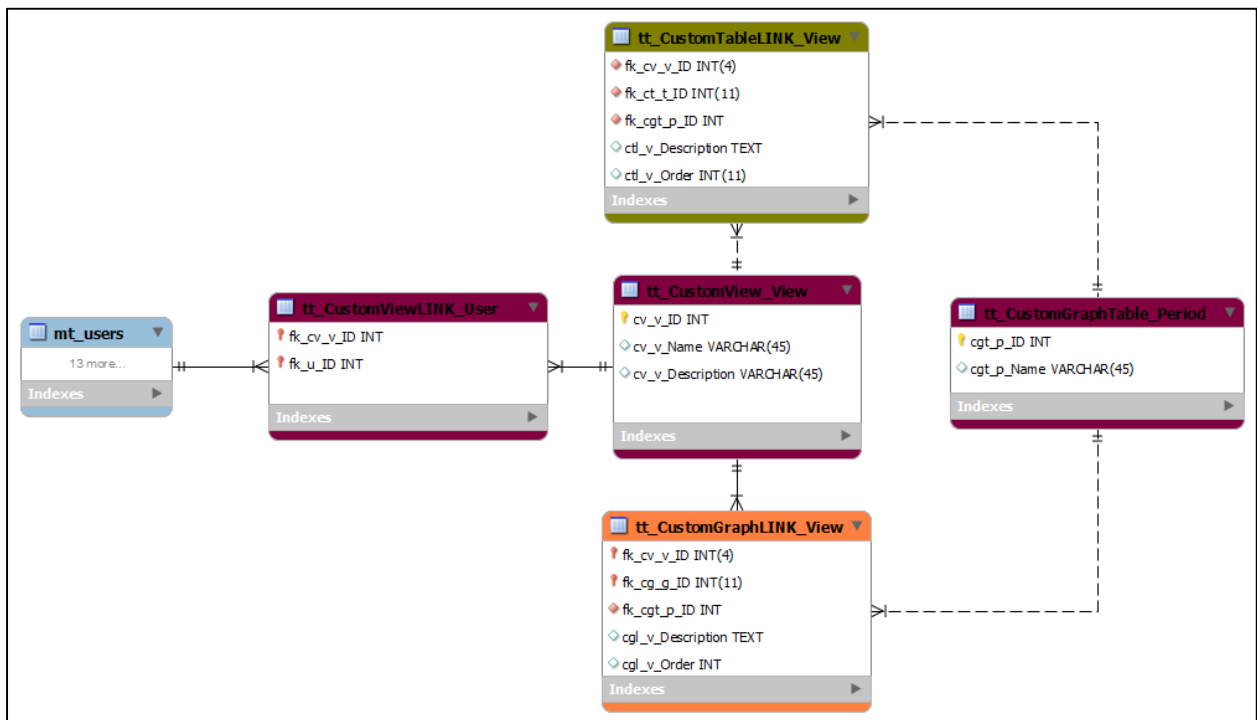 tt_CustomTableLINK_View
fk_cv_v_ID INT(4)
fk_ct_t_ID INT(11)
fk_cgt_p_ID INT
ctl_v_Description TEXT
ctl_v_Order INT(11)
Indexes
mt_users
13 more...
Indexes
tt_CustomViewLINK_User
fk_cv_v_ID INT
fk_u_ID INT
Indexes
tt_CustomView_View
cv_v_ID INT
cv_v_Name VARCHAR(45)
cv_v_Description VARCHAR(45)
Indexes
tt_CustomGraphTable_Period
cgt_p_ID INT
cgt_p_Name VARCHAR(45)
Indexes
tt_CustomGraphLINK_View
fk_cv_v_ID INT(4)
fk_cg_g_ID INT(11)
fk_cgt_p_ID INT
cgl_v_Description TEXT
cgl_v_Order INT
Indexes